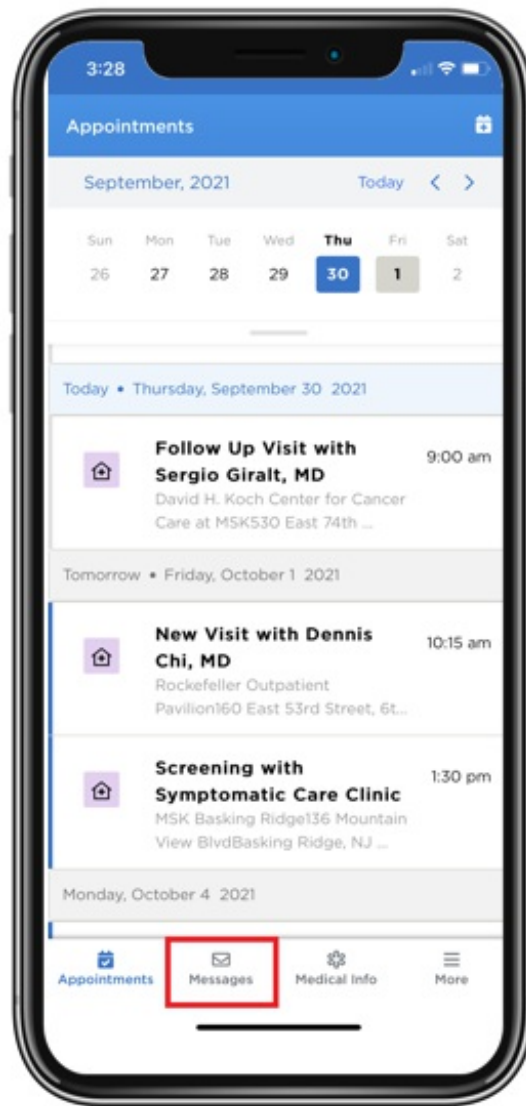 3:28
Appointments
September, 2021 Today
Sun Mon Tue Wed Thu Fri Sat
26 27 28 29 30 1 2
Today • Thursday, September 30 2021
Follow Up Visit with 9:00 am
Sergio Giralt, MD
David H. Koch Center for Cancer
Care at MSK530 East 74th ...
Tomorrow • Friday, October 1 2021
New Visit with Dennis 10:15 am
Chi, MD
Rockefeller Outpatient
Pavilion160 East 53rd Street, 6t...
Screening with 1:30 pm
Symptomatic Care Clinic
MSK Basking Ridge136 Mountain
View BlvdBasking Ridge, NJ ...
Monday, October 4 2021
Appointments Messages Medical Info More